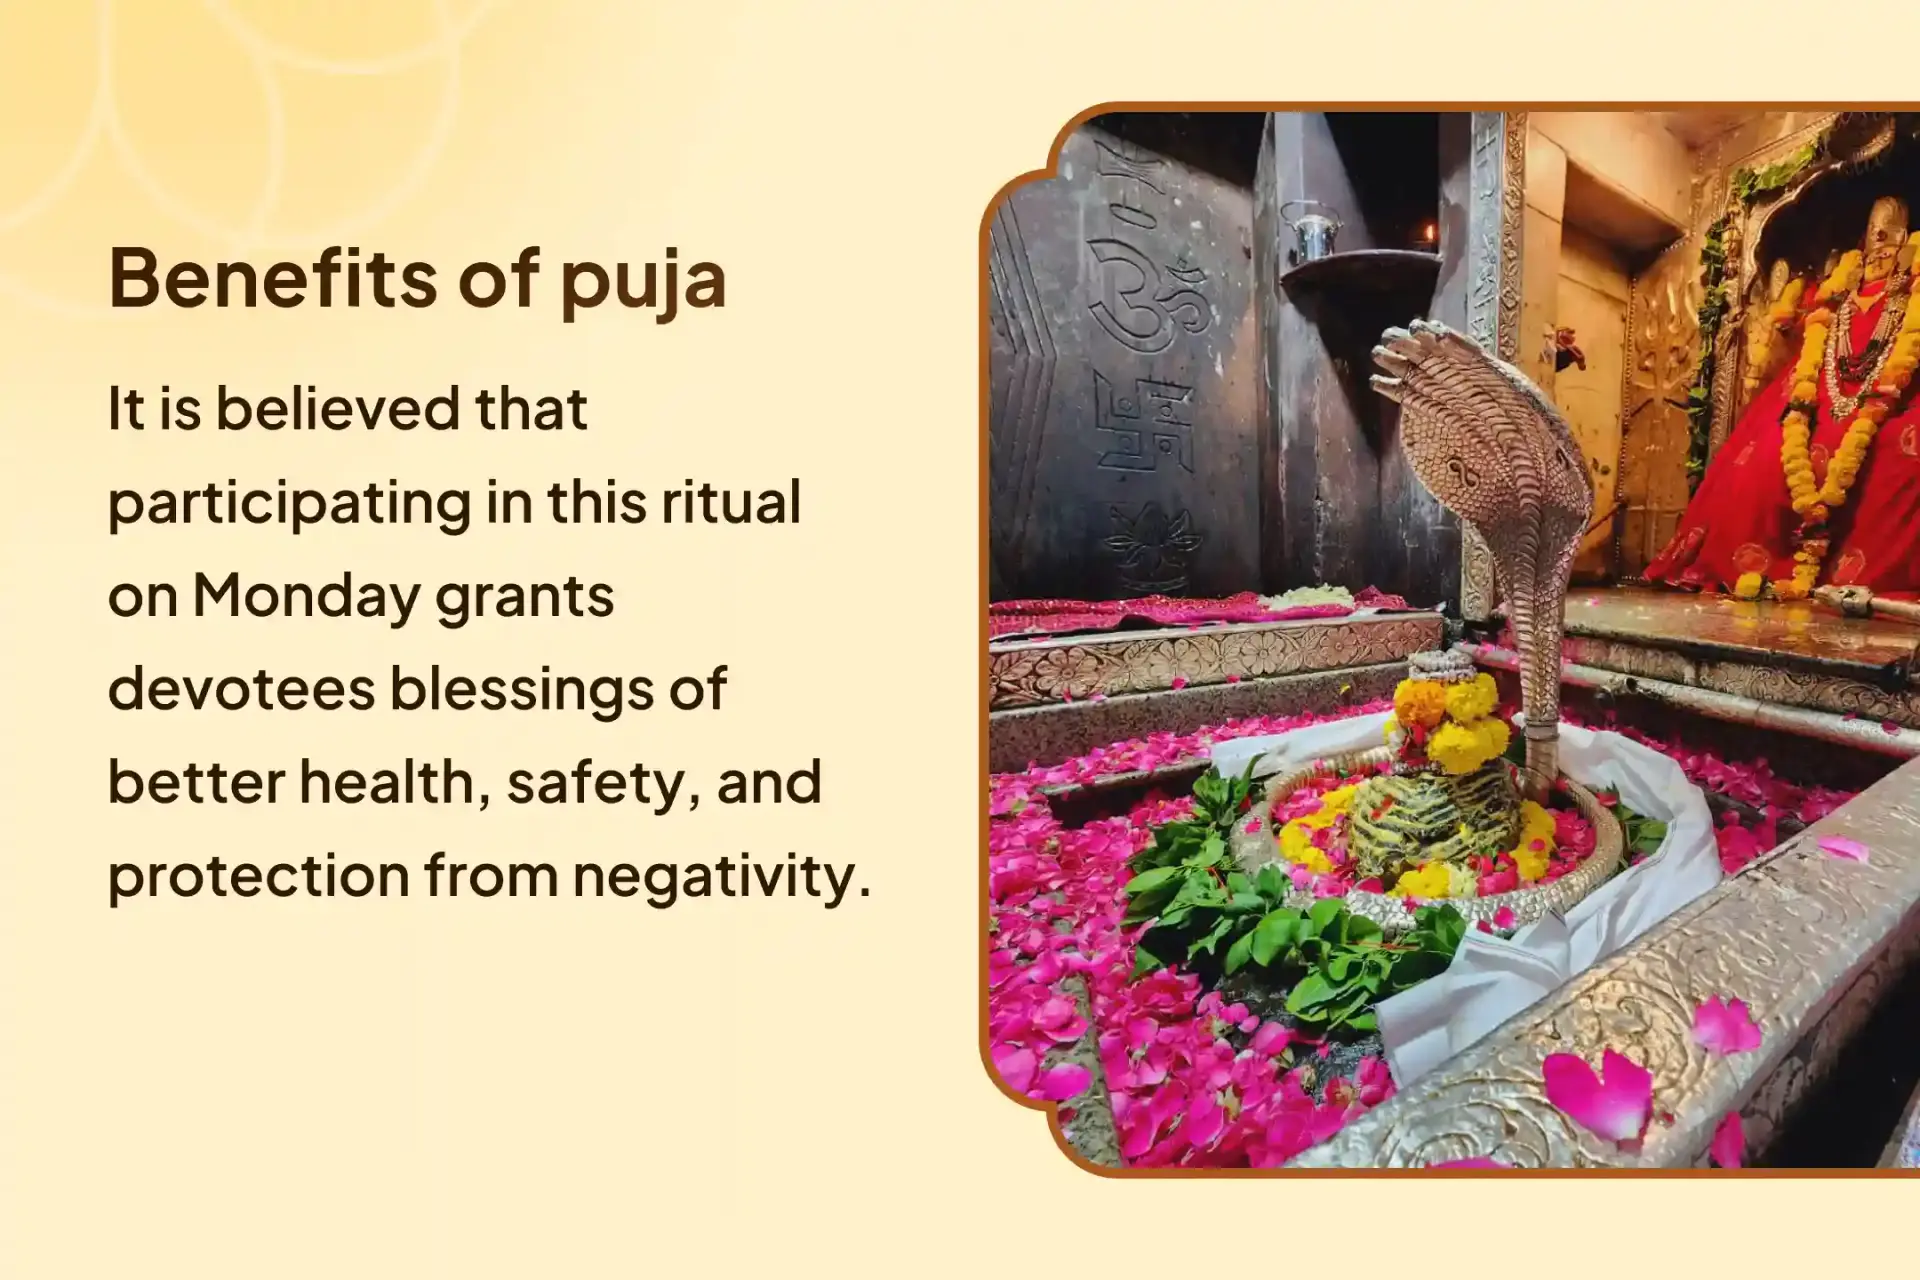 Benefits of puja
It is believed that
participating in this ritual
on Monday grants
devotees blessings of
better health, safety, and
protection from negativity.
ॐ